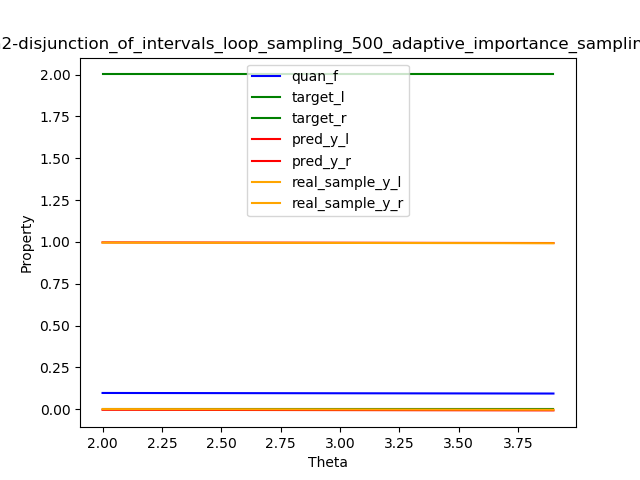 2-disjunction_of_intervals_loop_sampling_500_adaptive_importance_samplin
2.00
1.75
1.50
1.25
1.00
0.75
0.50
0.25
0.00
Property
quan_f
target_l
target_r
pred_y_l
pred_y_r
real_sample_y_l
real_sample_y_r
2.00 2.25 2.50 2.75 3.00 3.25 3.50 3.75
Theta